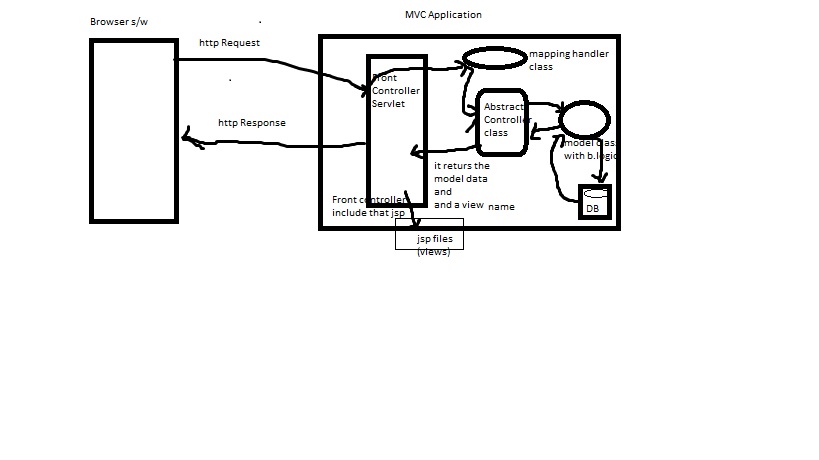 MVC Application
Browser s/w
http Request
mapping handler
class
Front
Controller
Servlet
Abstract
Controller
class
http Response
model class
with b.logic
it returs the
model data
and
and a view name
Front controller
include that jsp
DB
jsp files
(views)